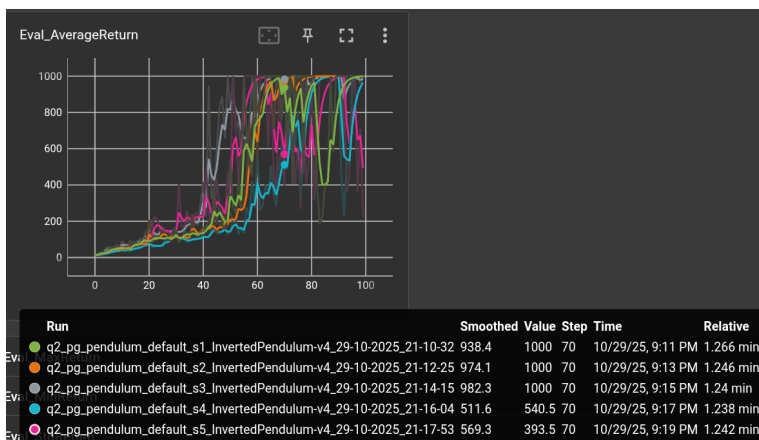 Eval_AverageReturn
1000
800
600
400
200
0
0 20 40 60 80 100
Run Smoothed Value Step Time Relative
q2_pg_pendulum_default_s1_InvertedPendulum-v4_29-10-2025_21-10-32 938.4 1000 70 10/29/25, 9:11 PM 1.266 min
q2_pg_pendulum_default_s2_InvertedPendulum-v4_29-10-2025_21-12-25 974.1 1000 70 10/29/25, 9:13 PM 1.246 min
Eval_MaxReturn
q2_pg_pendulum_default_s3_InvertedPendulum-v4_29-10-2025_21-14-15 982.3 1000 70 10/29/25, 9:15 PM 1.24 min
Eval_MinReturn
q2_pg_pendulum_default_s4_InvertedPendulum-v4_29-10-2025_21-16-04 511.6 540.5 70 10/29/25, 9:17 PM 1.238 min
q2_pg_pendulum_default_s5_InvertedPendulum-v4_29-10-2025_21-17-53 569.3 393.5 70 10/29/25, 9:19 PM 1.242 min